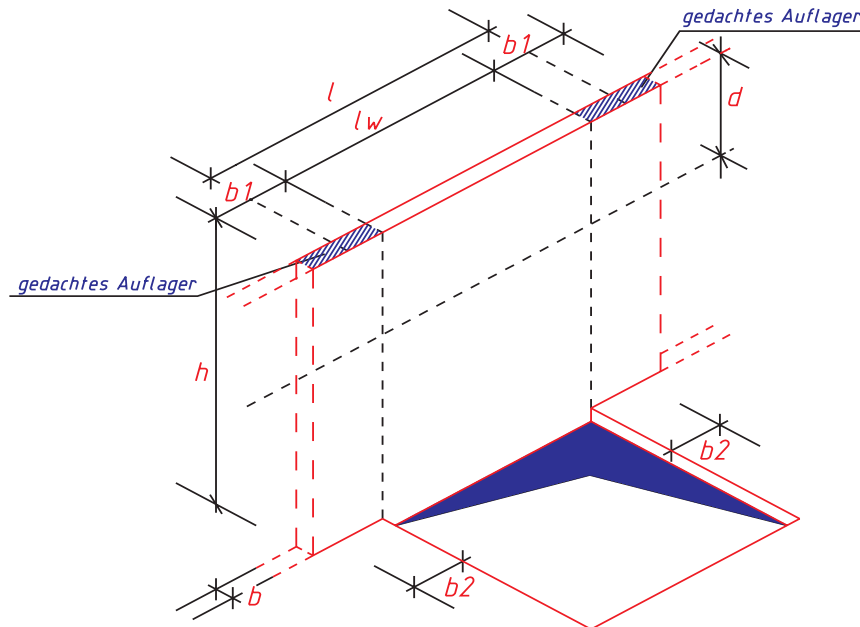 gedachtes Auflager
b1
l
lw
d
b1
gedachtes Auflager
h
b2
b
b2